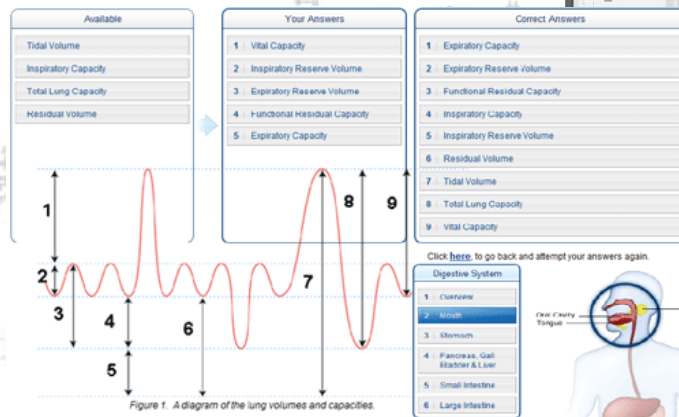 Available
Tidal Volume
Inspiratory Capacity
Total Lung Capacity
Residual Volume
Your Answers
1 Vital Capacity
2 Inspiratory Reserve Volume
3 Expiratory Reserve Volume
4 Functional Residual Capacity
5 Expiratory Capacity
Correct Answers
1 Expiratory Capacity
2 Expiratory Reserve Volume
3 Functional Residual Capacity
4 Inspiratory Capacity
5 Inspiratory Reserve Volume
6 Residual Volume
7 Tidal Volume
8 Total Lung Capacity
9 Vital Capacity
1
2
3
4
5
6
7
8
9
Figure 1. A diagram of the lung volumes and capacities.
Click here, to go back and attempt your answers again.
Digestive System
1 Overview
2 Mouth
3 Stomach
4 Pancreas, Gall
Bladder & Liver
5 Small Intestine
6 Large Intestine
Oral Cavity
Tongue